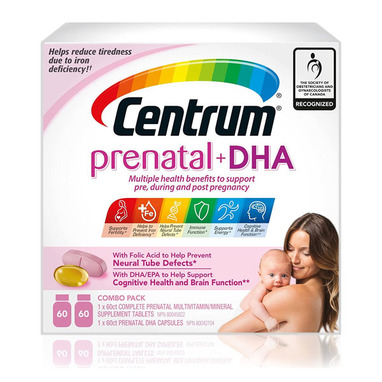 Helps reduce tiredness
due to iron
deficiency!†
THE SOCIETY OF
OBSTETRICIANS AND
GYNAECOLOGISTS
OF CANADA
RECOGNIZED
Centrum®
prenatal+DHA
Multiple health benefits to support
pre, during and post pregnancy
+Fe
Supports
Fertility*
Helps to
Prevent Iron
Deficiency*
Helps Prevent
Neural Tube
Defects*
Immune
Function*
Supports
Energy*
Cognitive
Health & Brain
Function**
With Folic Acid to Help Prevent
Neural Tube Defects*
With DHA/EPA to Help Support
Cognitive Health and Brain Function**
60 60
COMBO PACK
1 x 60ct COMPLETE PRENATAL MULTIVITAMIN/MINERAL
SUPPLEMENT TABLETS
1 x 60ct PRENATAL DHA CAPSULES